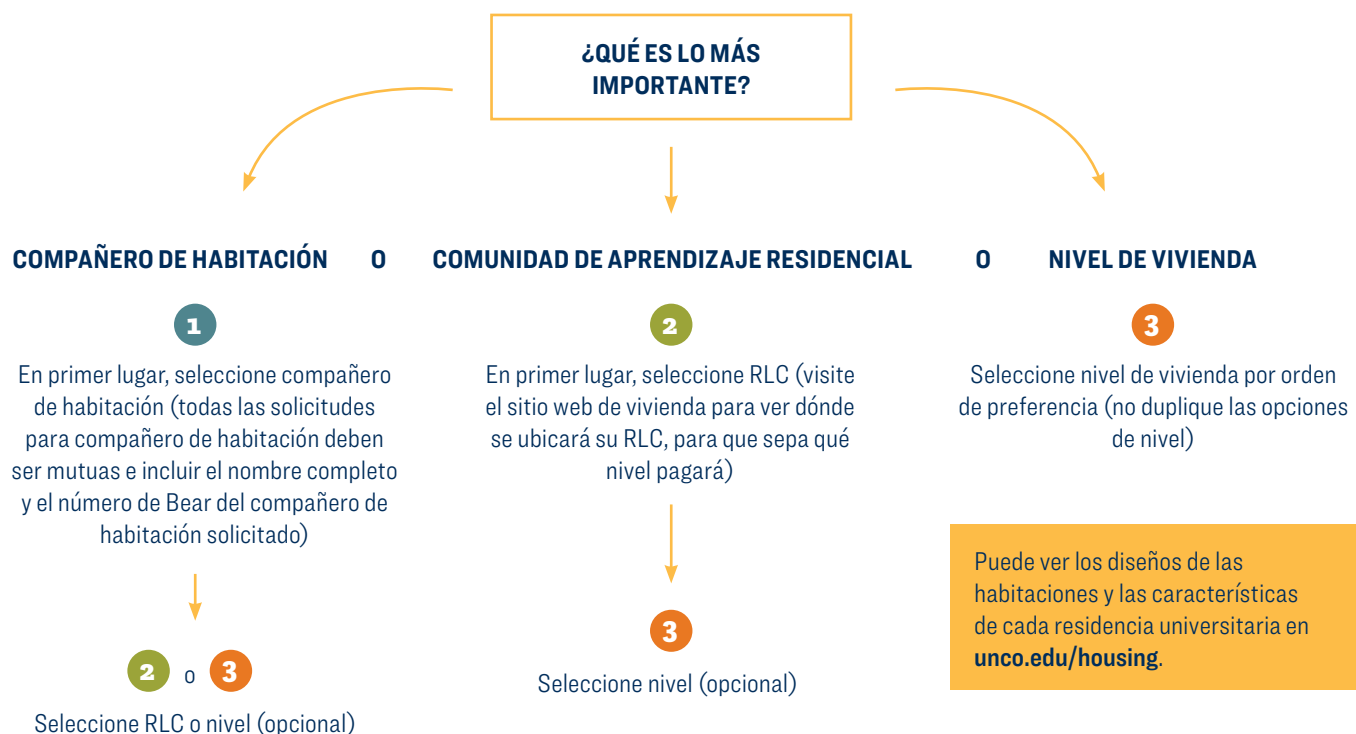 ¿QUÉ ES LO MÁS
IMPORTANTE?
COMPAÑERO DE HABITACIÓN O COMUNIDAD DE APRENDIZAJE RESIDENCIAL O NIVEL DE VIVIENDA
1
En primer lugar, seleccione compañero
de habitación (todas las solicitudes
para compañero de habitación deben
ser mutuas e incluir el nombre completo
y el número de Bear del compañero de
habitación solicitado)
2 o 3
Seleccione RLC o nivel (opcional)
2
En primer lugar, seleccione RLC (visite
el sitio web de vivienda para ver dónde
se ubicará su RLC, para que sepa qué
nivel pagará)
3
Seleccione nivel (opcional)
3
Seleccione nivel de vivienda por orden
de preferencia (no duplique las opciones
de nivel)
Puede ver los diseños de las
habitaciones y las características
de cada residencia universitaria en
unco.edu/housing.